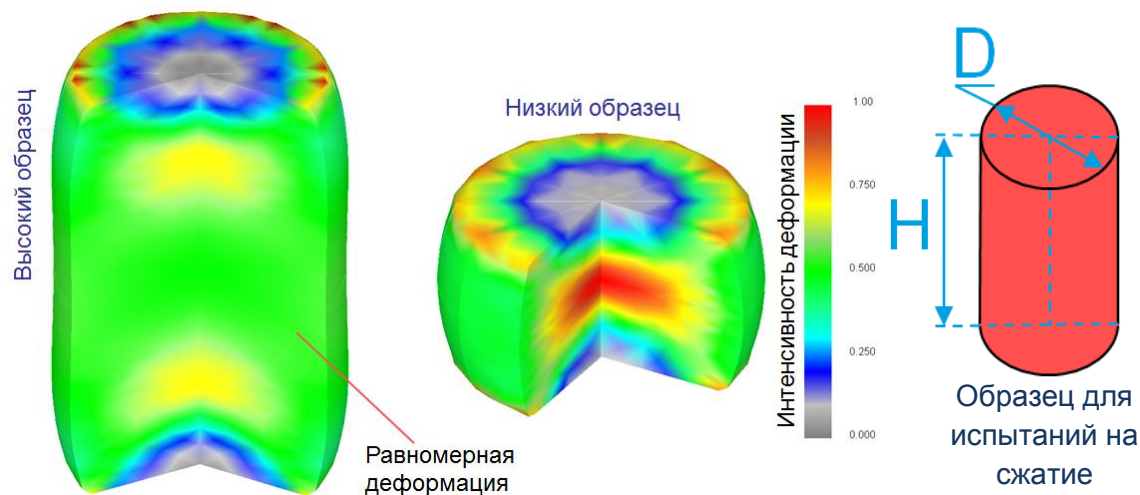 Высокий образец
Равномерная
деформация
Низкий образец
Интенсивность деформации
1.00
0.750
0.500
0.250
0.000
D
H
Образец для
испытаний на
сжатие